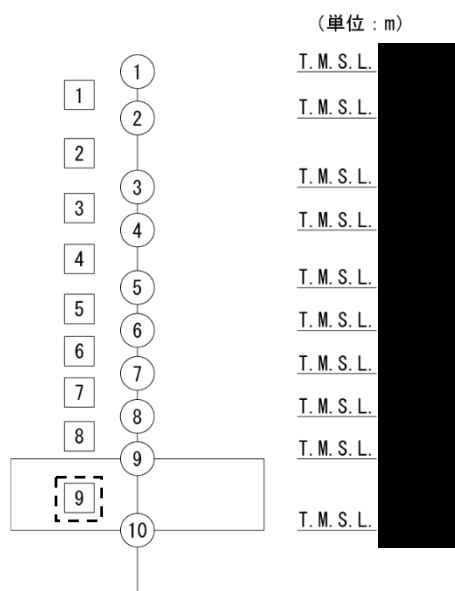 (単位:m)
① T.M.S.L.
1
② T.M.S.L.
2
③ T.M.S.L.
3
④ T.M.S.L.
4
⑤ T.M.S.L.
5
⑥ T.M.S.L.
6
⑦ T.M.S.L.
7
⑧ T.M.S.L.
8
⑨ T.M.S.L.
9
⑩ T.M.S.L.